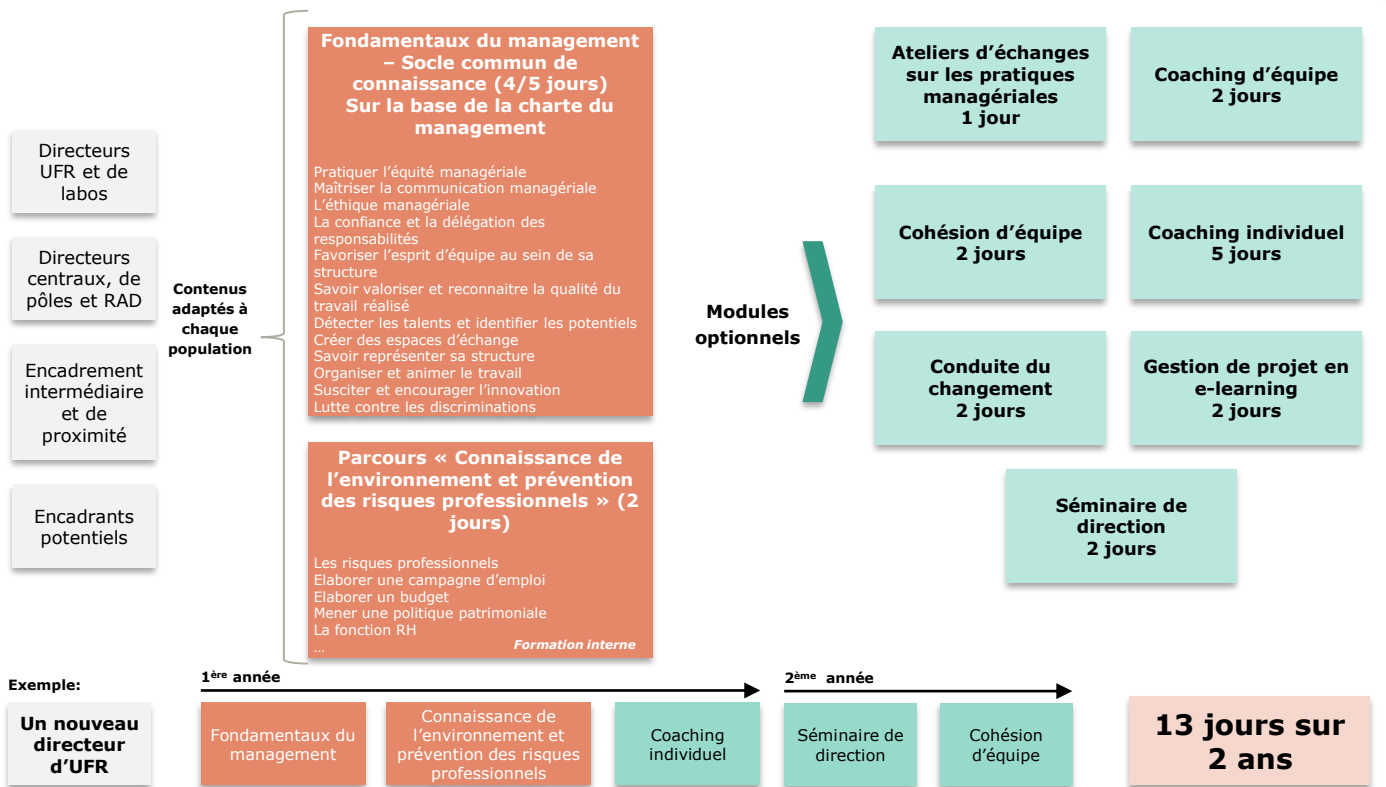 Directeurs
UFR et de
labos
Directeurs
centraux, de
pôles et RAD
Encadrement
intermédiaire
et de
proximité
Encadrants
potentiels
Contenus
adaptés à
chaque
population
Fondamentaux du management
– Socle commun de
connaissance (4/5 jours)
Sur la base de la charte du
management
Pratiquer l’équité managériale
Maîtriser la communication managériale
L’éthique managériale
La confiance et la délégation des
responsabilités
Favoriser l’esprit d’équipe au sein de sa
structure
Savoir valoriser et reconnaitre la qualité du
travail réalisé
Détecter les talents et identifier les potentiels
Créer des espaces d’échange
Savoir représenter sa structure
Organiser et animer le travail
Susciter et encourager l’innovation
Lutte contre les discriminations
Parcours « Connaissance de
l’environnement et prévention
des risques professionnels » (2
jours)
Les risques professionnels
Elaborer une campagne d’emploi
Elaborer un budget
Mener une politique patrimoniale
La fonction RH
…
Formation interne
Modules
optionnels
Ateliers d’échanges
sur les pratiques
managériales
1 jour
Coaching d’équipe
2 jours
Cohésion d’équipe
2 jours
Coaching individuel
5 jours
Conduite du
changement
2 jours
Gestion de projet en
e-learning
2 jours
Séminaire de
direction
2 jours
Exemple:
Un nouveau
directeur
d’UFR
1ère année
Fondamentaux du
management
Connaissance de
l’environnement et
prévention des risques
professionnels
Coaching
individuel
2ème année
Séminaire de
direction
Cohésion
d’équipe
13 jours sur
2 ans